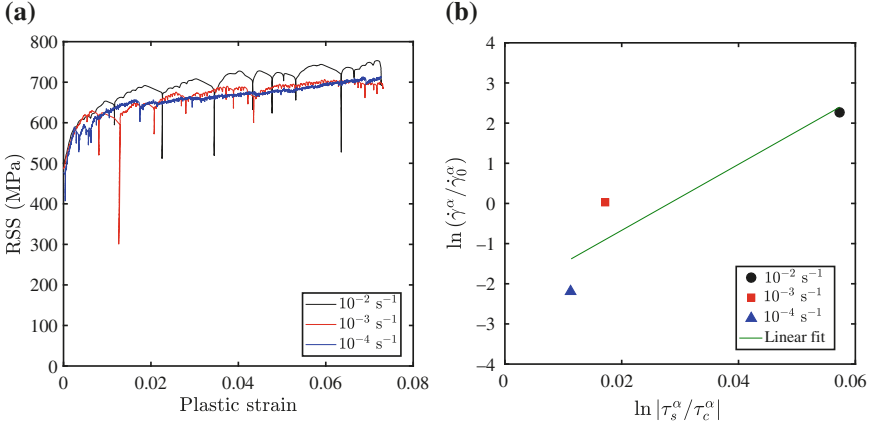 (a)
800
700
600
500
400
300
200
100
0
RSS (MPa)
0
0.02
0.04
0.06
0.08
Plastic strain
10⁻² s⁻¹
10⁻³ s⁻¹
10⁻⁴ s⁻¹
(b)
4
3
2
1
0
−1
−2
−3
−4
ln (γ̇^α/γ̇₀^α)
0
0.02
0.04
0.06
ln |τ_s^α/τ_c^α|
10⁻² s⁻¹
10⁻³ s⁻¹
10⁻⁴ s⁻¹
Linear fit